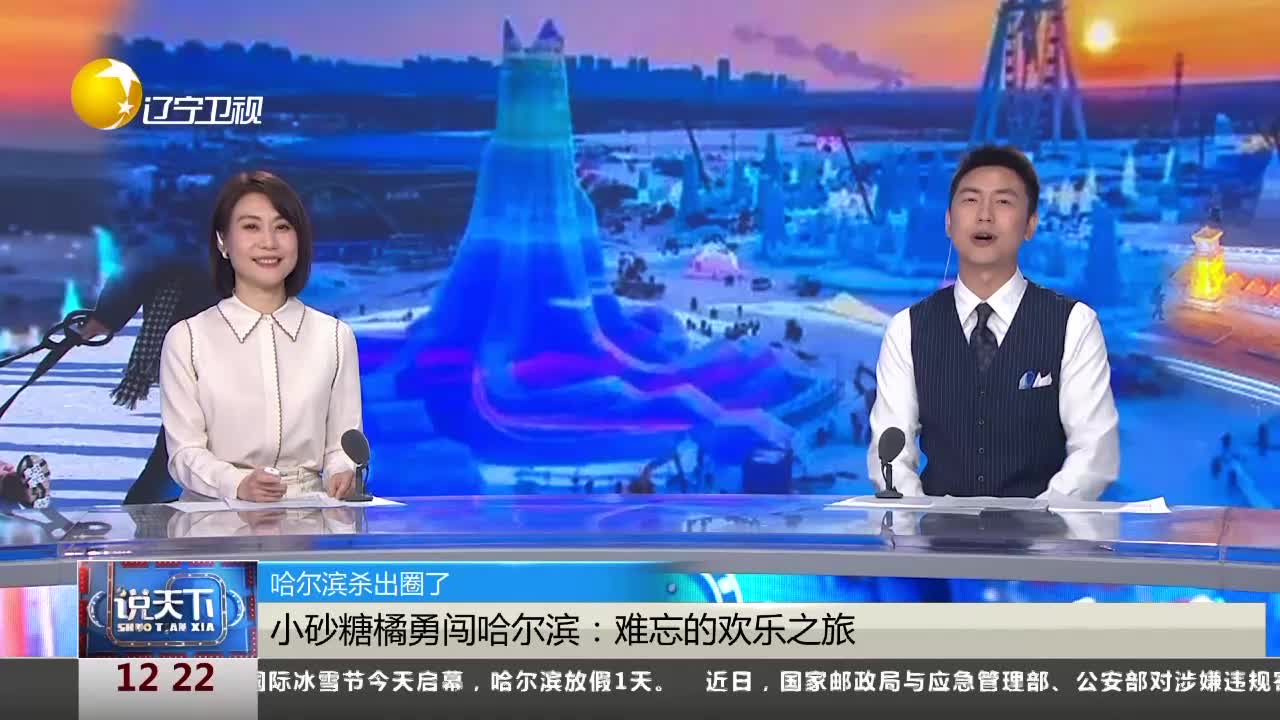 辽宁卫视
哈尔滨杀出圈了
说天下
SHUO TIAN XIA
小砂糖橘勇闯哈尔滨：难忘的欢乐之旅
12 22
国际冰雪节今天启幕，哈尔滨放假1天。 近日，国家邮政局与应急管理部、公安部对涉嫌违规寄